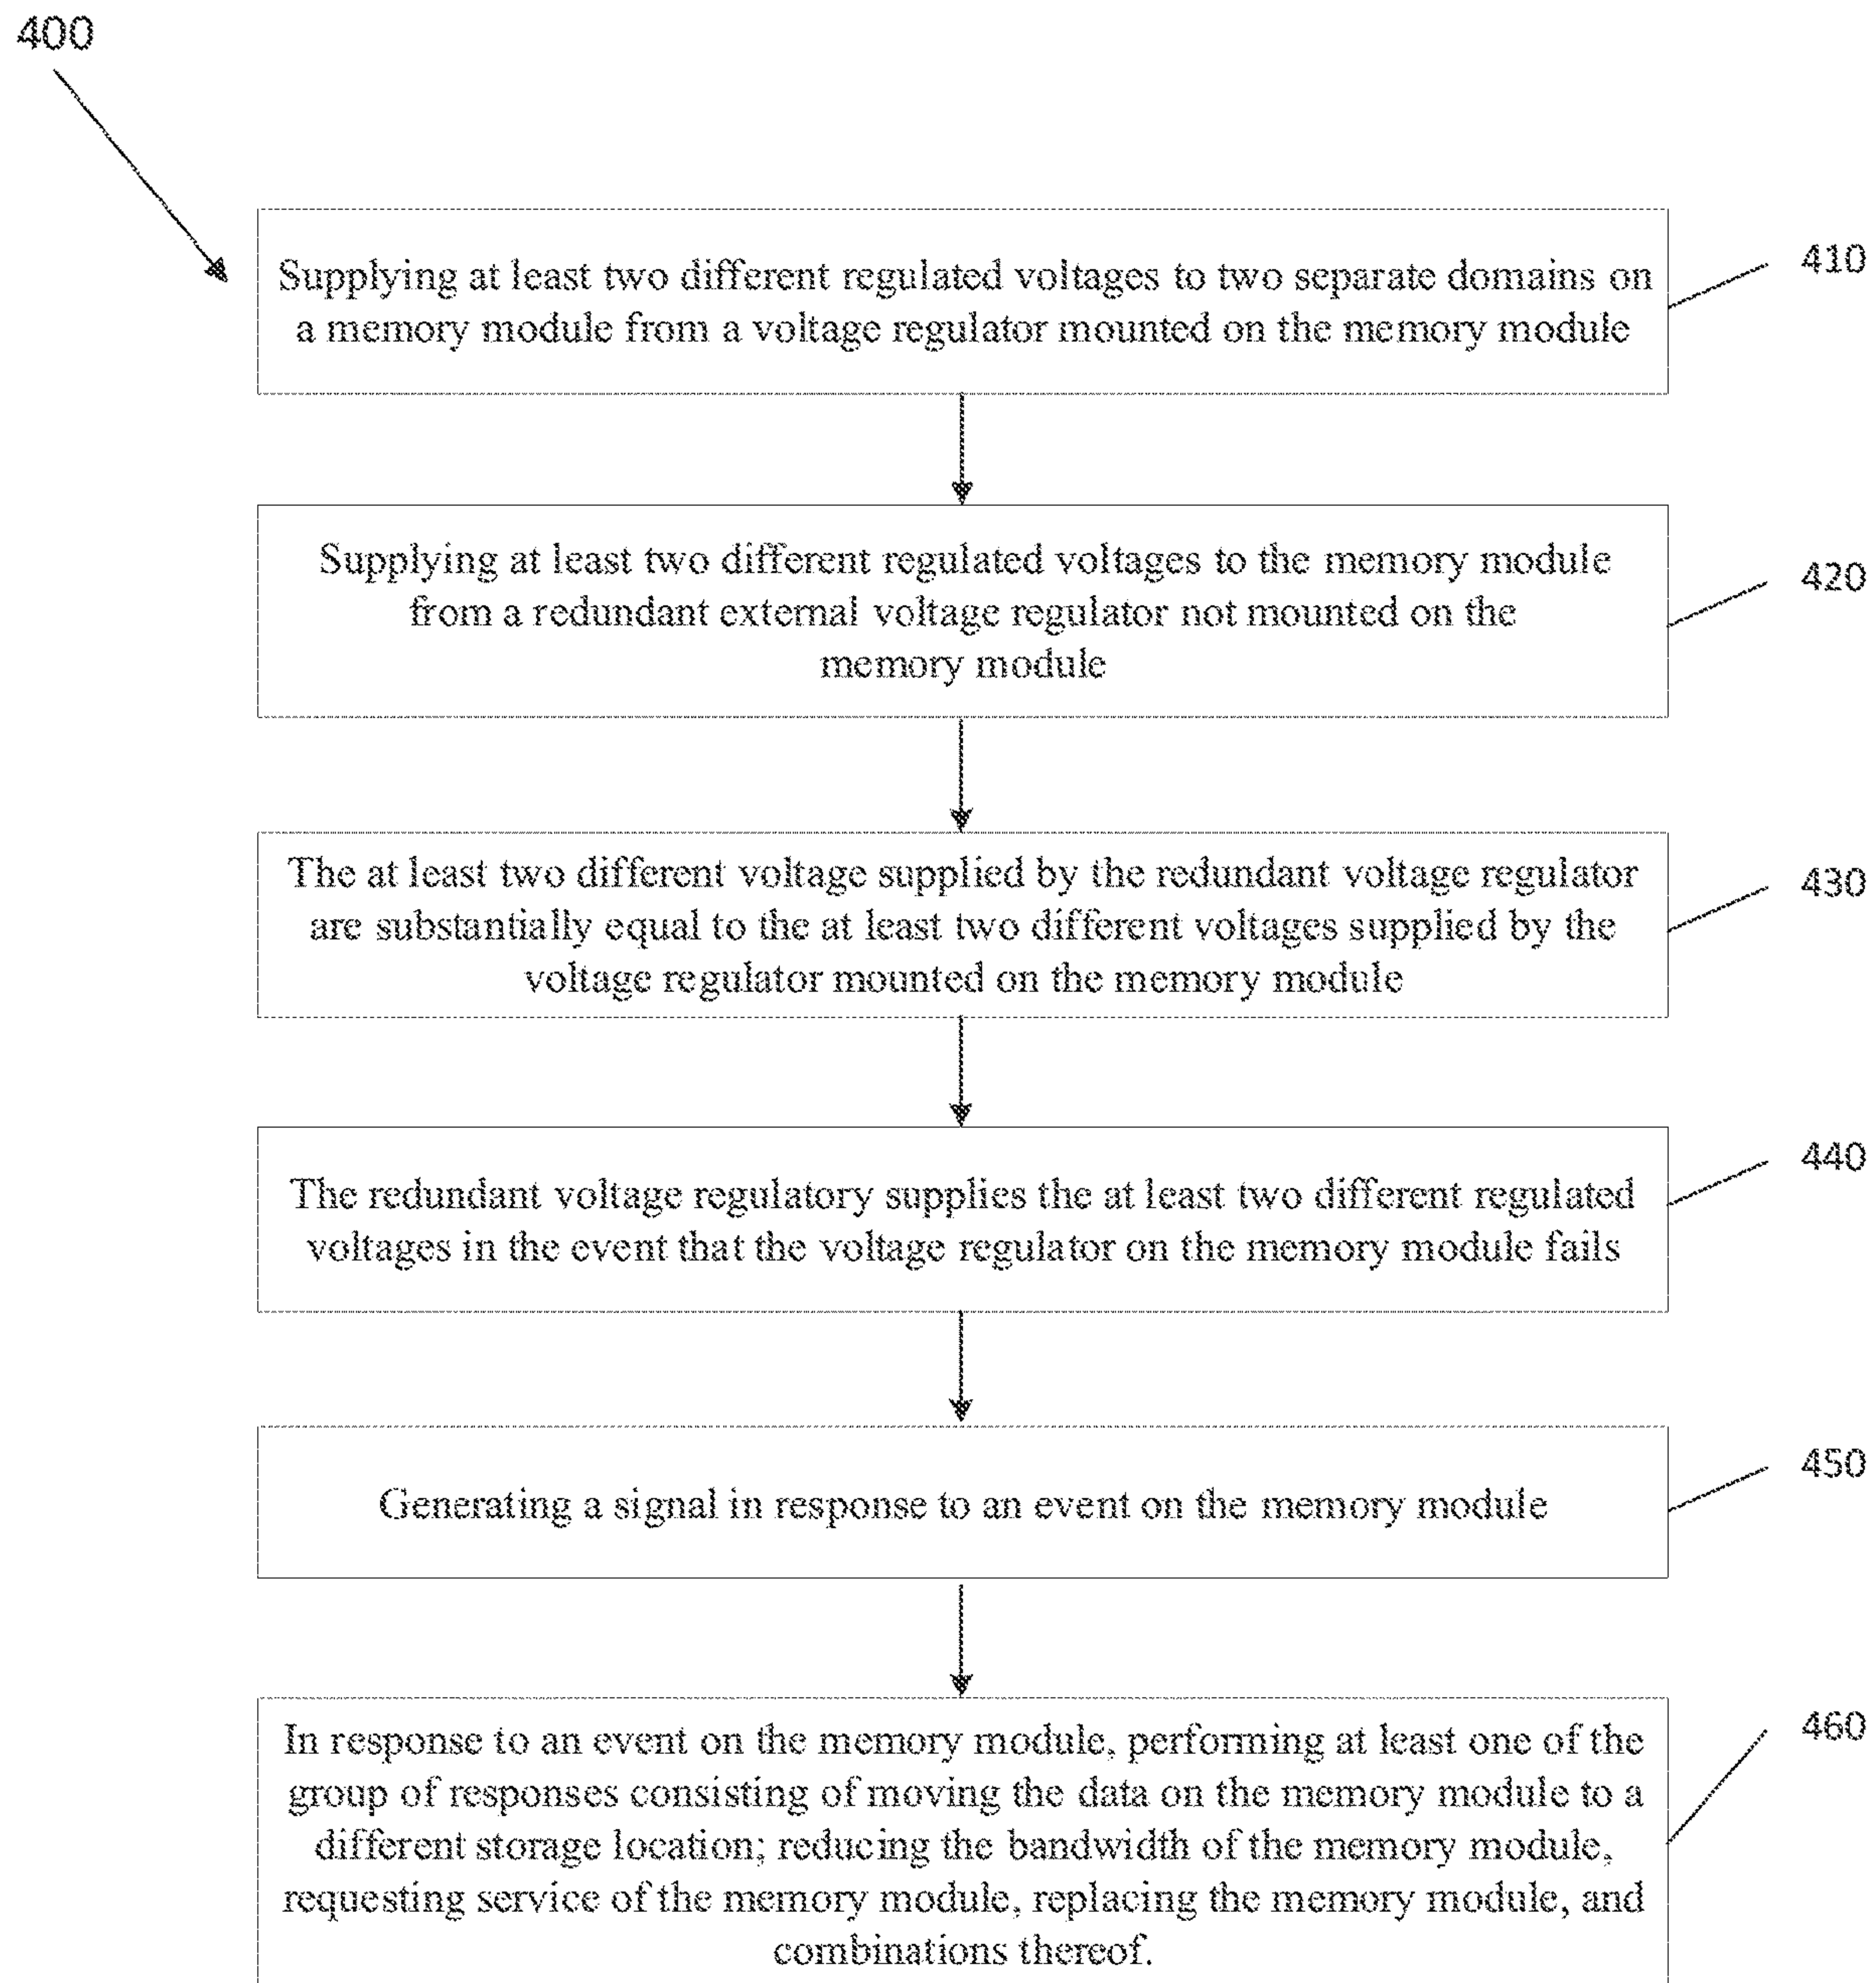 400
Supplying at least two different regulated voltages to two separate domains on
a memory module from a voltage regulator mounted on the memory module
410
Supplying at least two different regulated voltages to the memory module
from a redundant external voltage regulator not mounted on the
memory module
420
The at least two different voltage supplied by the redundant voltage regulator
are substantially equal to the at least two different voltages supplied by the
voltage regulator mounted on the memory module
430
The redundant voltage regulatory supplies the at least two different regulated
voltages in the event that the voltage regulator on the memory module fails
440
Generating a signal in response to an event on the memory module
450
In response to an event on the memory module, performing at least one of the
group of responses consisting of moving the data on the memory module to a
different storage location; reducing the bandwidth of the memory module,
requesting service of the memory module, replacing the memory module, and
combinations thereof.
460